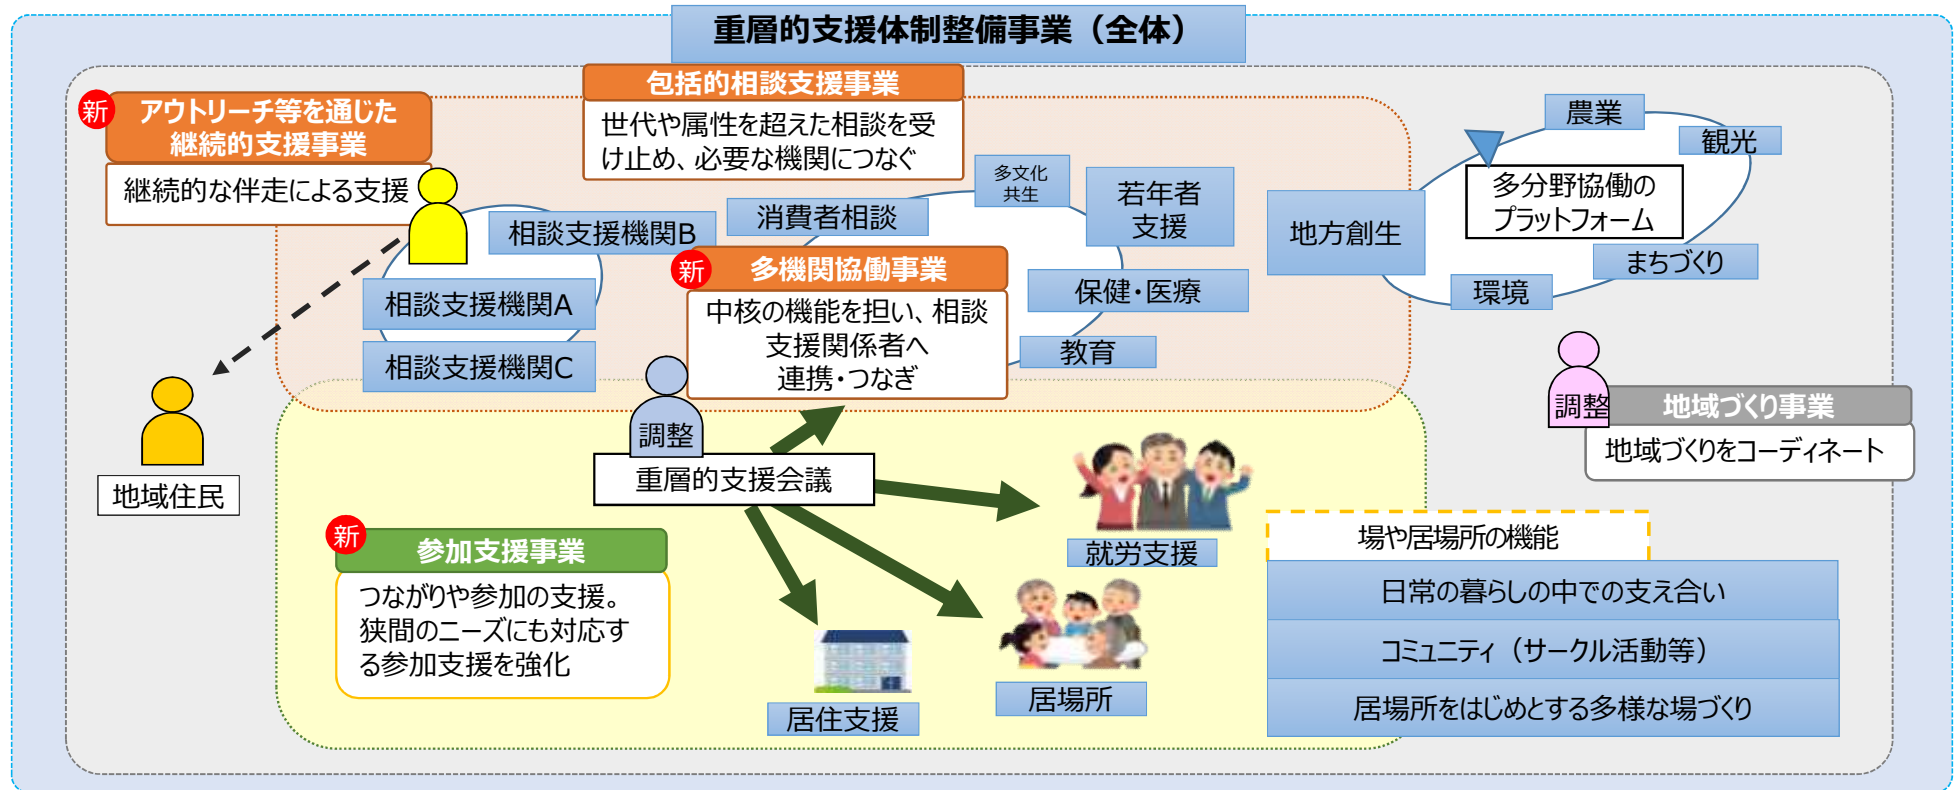 重層的支援体制整備事業（全体）
新
アウトリーチ等を通じた
継続的支援事業
継続的な伴走による支援
包括的相談支援事業
世代や属性を超えた相談を受
け止め、必要な機関につなぐ
相談支援機関B
相談支援機関A
相談支援機関C
消費者相談
多文化
共生
若年者
支援
保健・医療
教育
新
多機関協働事業
中核の機能を担い、相談
支援関係者へ
連携・つなぎ
地方創生
農業
観光
多分野協働の
プラットフォーム
まちづくり
環境
地域住民
調整
重層的支援会議
調整
地域づくり事業
地域づくりをコーディネート
新
参加支援事業
つながりや参加の支援。
狭間のニーズにも対応す
る参加支援を強化
就労支援
居場所
居住支援
場や居場所の機能
日常の暮らしの中での支え合い
コミュニティ（サークル活動等）
居場所をはじめとする多様な場づくり